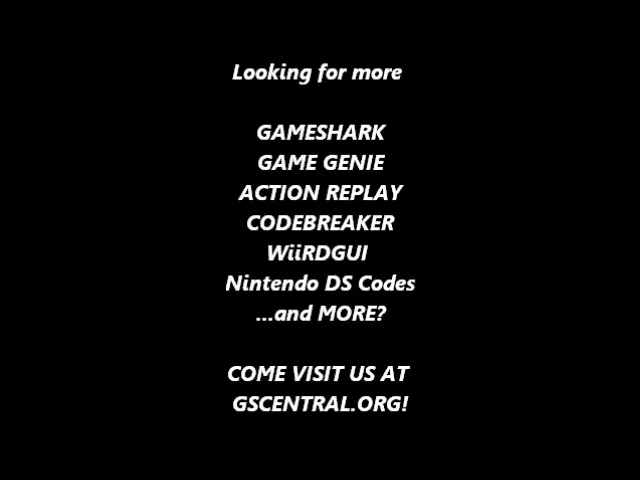 Looking for more
GAMESHARK
GAME GENIE
ACTION REPLAY
CODEBREAKER
WiiRDGUI
Nintendo DS Codes
...and MORE?
COME VISIT US AT
GSCENTRAL.ORG!